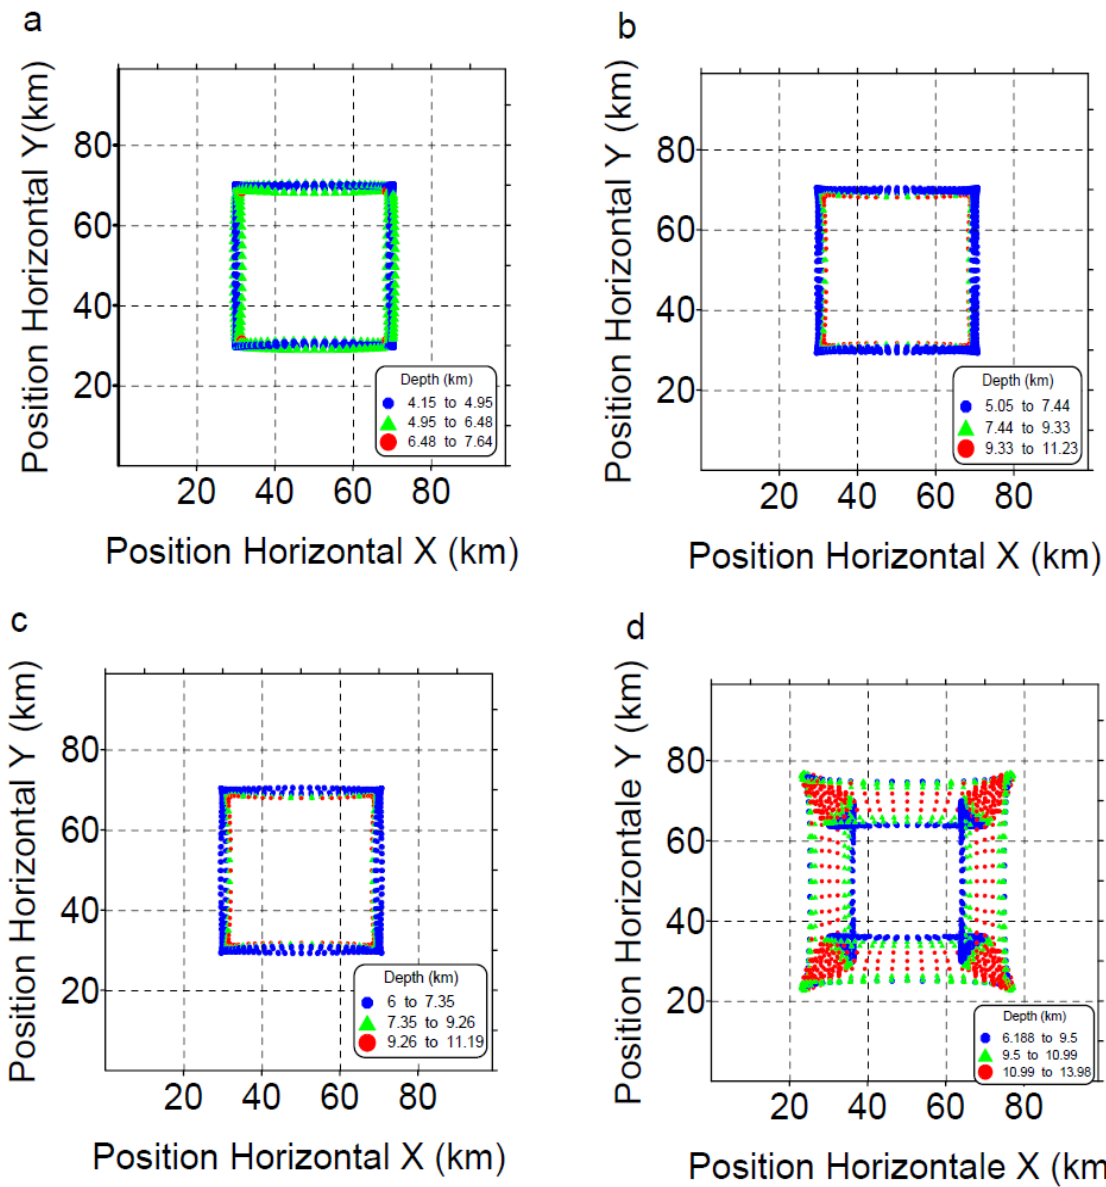 a
Position Horizontal Y(km)
80
60
40
20
Depth (km)
4.15 to 4.95
4.95 to 6.48
6.48 to 7.64
20 40 60 80
Position Horizontal X (km)
b
Position Horizontal Y (km)
80
60
40
20
Depth (km)
5.05 to 7.44
7.44 to 9.33
9.33 to 11.23
20 40 60 80
Position Horizontal X (km)
c
Position Horizontal Y (km)
80
60
40
20
Depth (km)
6 to 7.35
7.35 to 9.26
9.26 to 11.19
20 40 60 80
Position Horizontal X (km)
d
Position Horizontale Y (km)
80
60
40
20
Depth (km)
6.188 to 9.5
9.5 to 10.99
10.99 to 13.98
20 40 60 80
Position Horizontale X (km